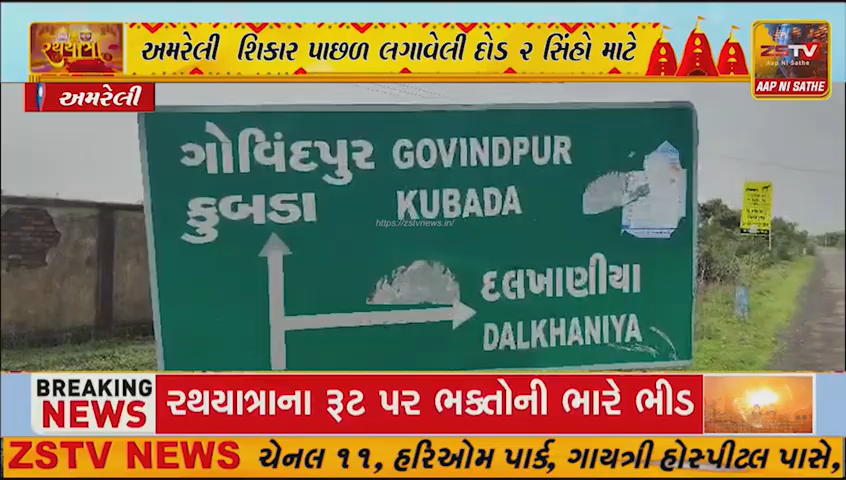 રથયાત્રા
અમરેલી શિકાર પાછળ લગાવેલી દોડ ૨ સિંહો માટે
ZSTV
Aap Ni Sathe
AAP NI SATHE
અમરેલી
ગોવિંદપુર GOVINDPUR
કુબડા KUBADA
https://zstvnews.in/
દલખાણીયા
DALKHANIYA
BREAKING NEWS
રથયાત્રાના રૂટ પર ભક્તોની ભારે ભીડ
ZSTV NEWS ચેનલ ૧૧, હરિઓમ પાર્ક, ગાયત્રી હોસ્પીટલ પાસે,